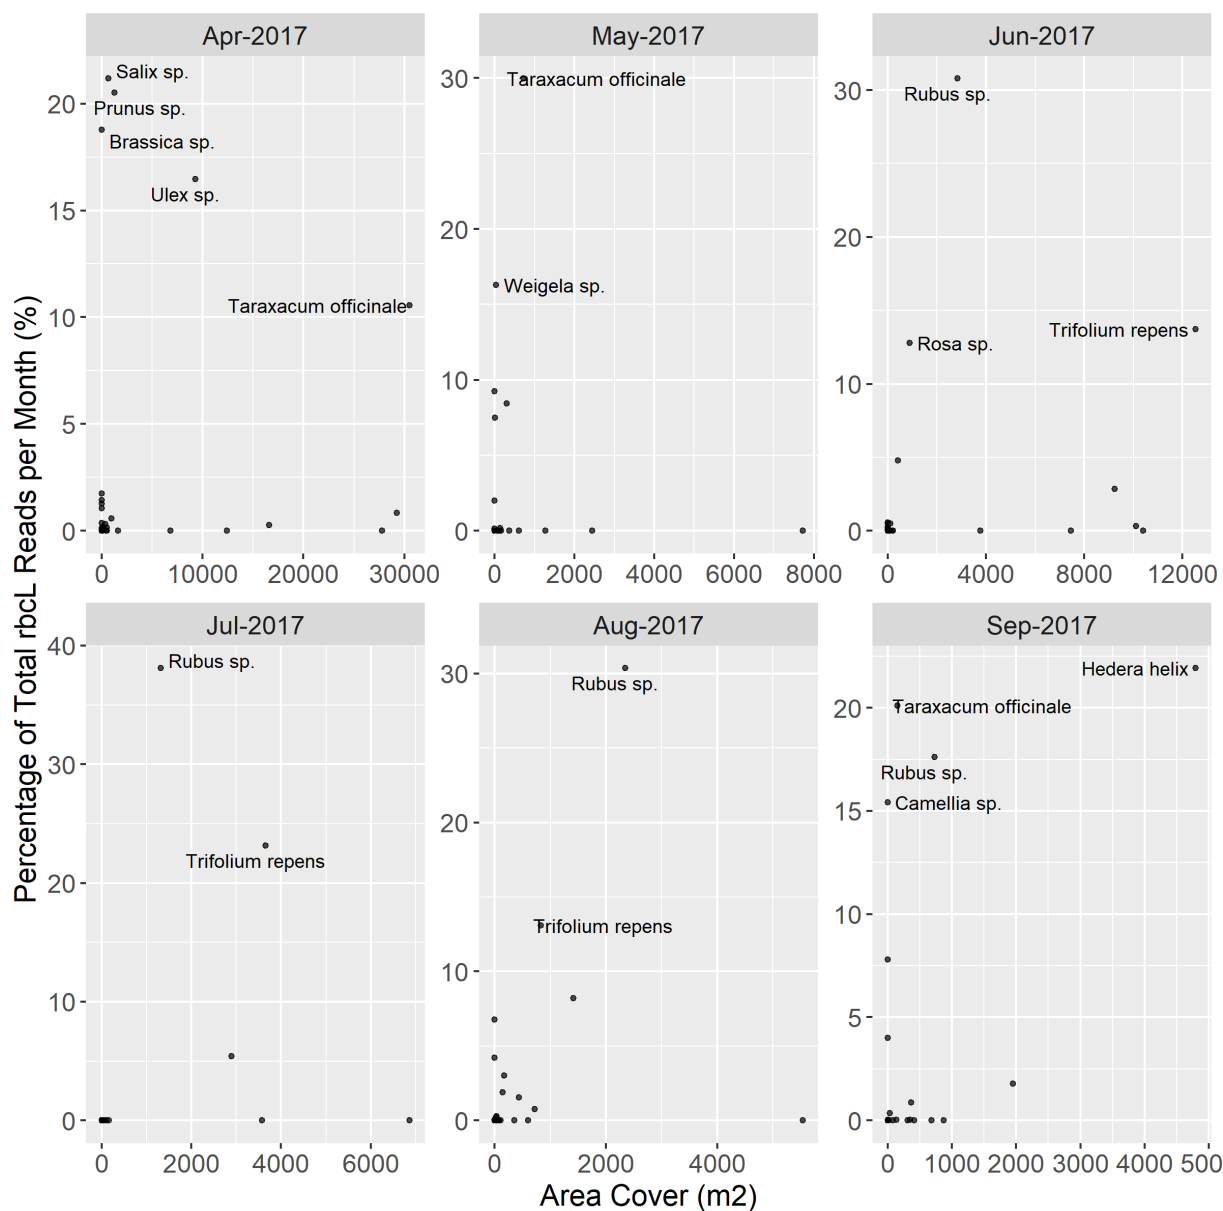 Percentage of Total rbcL Reads per Month (%)
Apr-2017
20
15
10
5
0
Salix sp.
Prunus sp.
Brassica sp.
Ulex sp.
Taraxacum officinale
0 10000 20000 30000
May-2017
30
20
10
0
Taraxacum officinale
Weigela sp.
0 2000 4000 6000 8000
Jun-2017
30
20
10
0
Rubus sp.
Trifolium repens
Rosa sp.
0 4000 8000 12000
Jul-2017
40
30
20
10
0
Rubus sp.
Trifolium repens
0 2000 4000 6000
Aug-2017
30
20
10
0
Rubus sp.
Trifolium repens
0 2000 4000
Sep-2017
20
15
10
5
0
Hedera helix
Taraxacum officinale
Rubus sp.
Camellia sp.
0 1000 2000 3000 4000 500
Area Cover (m2)